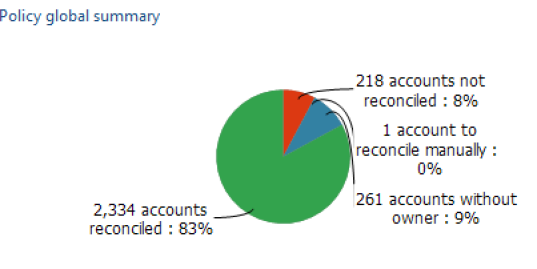 Policy global summary
218 accounts not
reconciled : 8%
1 account to
reconcile manually :
0%
261 accounts without
owner : 9%
2,334 accounts
reconciled : 83%